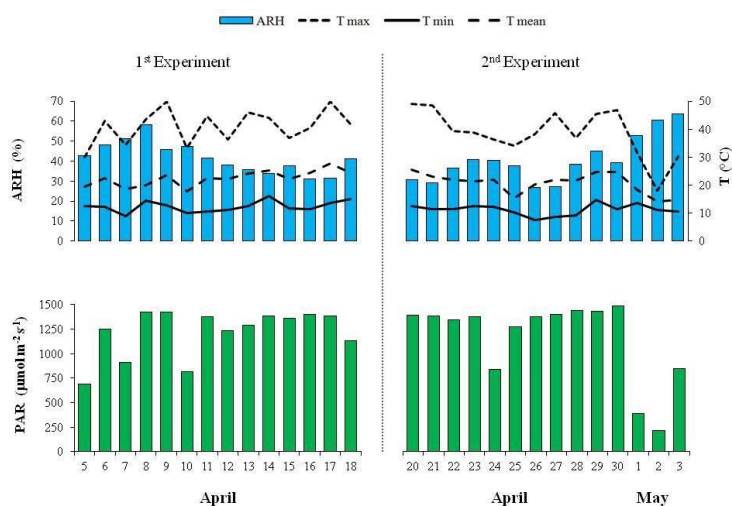 ARH T max T min T mean
1st Experiment 2nd Experiment
70 60 50 40 30 20 10 0
ARH (%)
50 40 30 20 10 0
T (°C)
1500 1250 1000 750 500 250 0
PAR (µmol m-2 s-1)
5 6 7 8 9 10 11 12 13 14 15 16 17 18 20 21 22 23 24 25 26 27 28 29 30 1 2 3
April April May